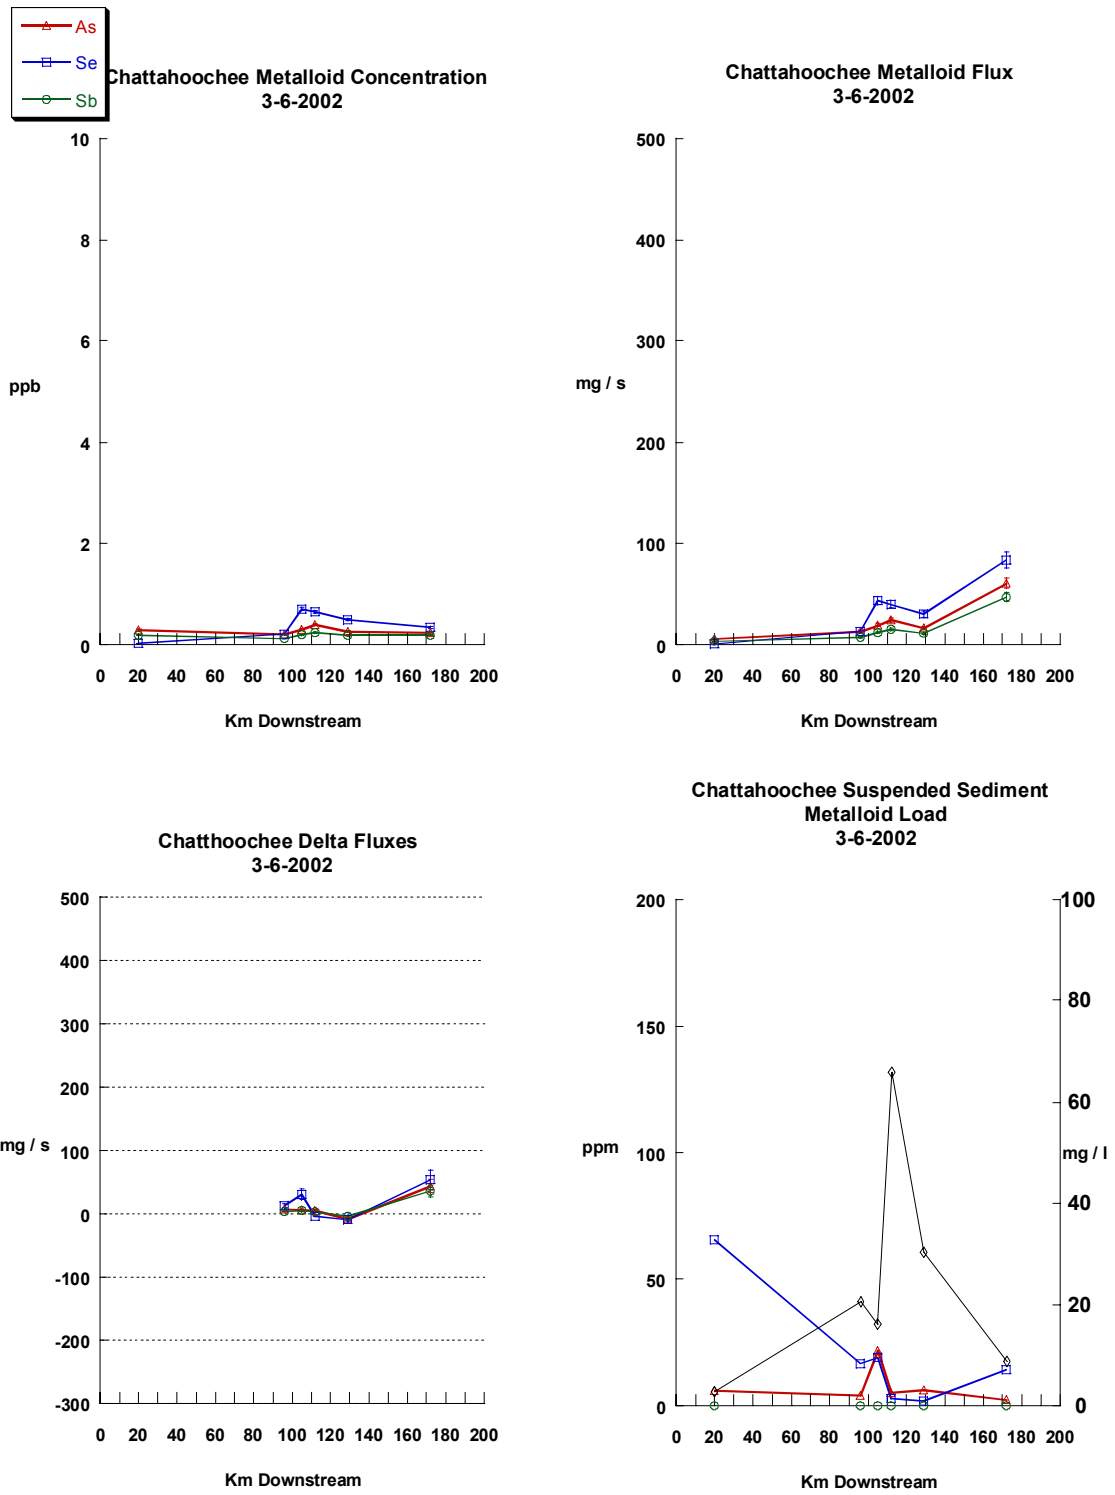 As
Se
Sb
Chattahoochee Metalloid Concentration
3-6-2002
10
8
6
ppb
4
2
0
0 20 40 60 80 100 120 140 160 180 200
Km Downstream
Chattahoochee Metalloid Flux
3-6-2002
500
400
300
mg / s
200
100
0
0 20 40 60 80 100 120 140 160 180 200
Km Downstream
Chatthoochee Delta Fluxes
3-6-2002
500
400
300
200
mg / s
100
0
-100
-200
-300
0 20 40 60 80 100 120 140 160 180 200
Km Downstream
Chattahoochee Suspended Sediment
Metalloid Load
3-6-2002
200
150
ppm
100
50
0
100
80
60
mg / l
40
20
0
0 20 40 60 80 100 120 140 160 180 200
Km Downstream